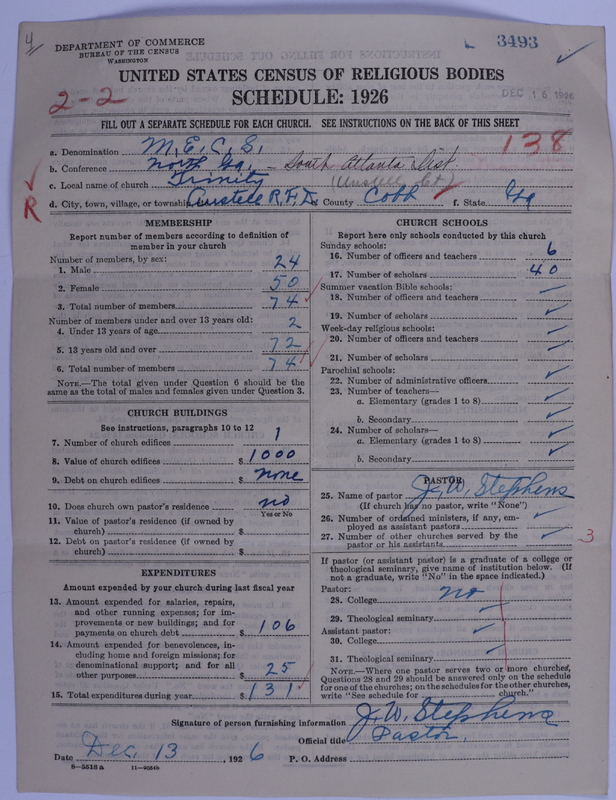 4
DEPARTMENT OF COMMERCE
BUREAU OF THE CENSUS
WASHINGTON
3493
UNITED STATES CENSUS OF RELIGIOUS BODIES
SCHEDULE: 1926
DEC 16 1926
2-2
FILL OUT A SEPARATE SCHEDULE FOR EACH CHURCH. SEE INSTRUCTIONS ON THE BACK OF THIS SHEET
138
a. Denomination M. E. C. S.
b. Conference North Ga. - South Atlanta Dist
c. Local name of church Trinity (Austell Ct)
R
d. City, town, village, or township Austell R.F.D. e. County Cobb f. State Ga
MEMBERSHIP
Report number of members according to definition of
member in your church
Number of members, by sex:
1. Male 24
2. Female 50
3. Total number of members 74
Number of members under and over 13 years old:
4. Under 13 years of age 2
5. 13 years old and over 72
6. Total number of members 74
NOTE.—The total given under Question 6 should be the
same as the total of males and females given under Question 3.
CHURCH BUILDINGS
See instructions, paragraphs 10 to 12
7. Number of church edifices 1
8. Value of church edifices $ 1000
9. Debt on church edifices $ none
10. Does church own pastor's residence no
Yes or No
11. Value of pastor's residence (if owned by
church) $
12. Debt on pastor's residence (if owned by
church) $
EXPENDITURES
Amount expended by your church during last fiscal year
13. Amount expended for salaries, repairs,
and other running expenses; for im-
provements or new buildings; and for
payments on church debt $ 106
14. Amount expended for benevolences, in-
cluding home and foreign missions; for
denominational support; and for all
other purposes $ 25
15. Total expenditures during year $ 131
CHURCH SCHOOLS
Report here only schools conducted by this church
Sunday schools:
16. Number of officers and teachers 6
17. Number of scholars 40
Summer vacation Bible schools:
18. Number of officers and teachers
19. Number of scholars
Week-day religious schools:
20. Number of officers and teachers
21. Number of scholars
Parochial schools:
22. Number of administrative officers
23. Number of teachers—
a. Elementary (grades 1 to 8)
b. Secondary
24. Number of scholars—
a. Elementary (grades 1 to 8)
b. Secondary
PASTOR
25. Name of pastor J. W. Stephens
(If church has no pastor, write "None")
26. Number of ordained ministers, if any, em-
ployed as assistant pastors
27. Number of other churches served by the
pastor or his assistants 3
If pastor (or assistant pastor) is a graduate of a college or
theological seminary, give name of institution below. (If
not a graduate, write "No" in the space indicated.)
Pastor:
28. College no
29. Theological seminary
Assistant pastor:
30. College
31. Theological seminary
NOTE.—Where one pastor serves two or more churches,
Questions 28 and 29 should be answered only on the schedule
for one of the churches; on the schedules for the other churches,
write "See schedule for church."
Signature of person furnishing information J. W. Stephens
Official title Pastor.
Date Dec. 13, 1926 P. O. Address
8-5518 a